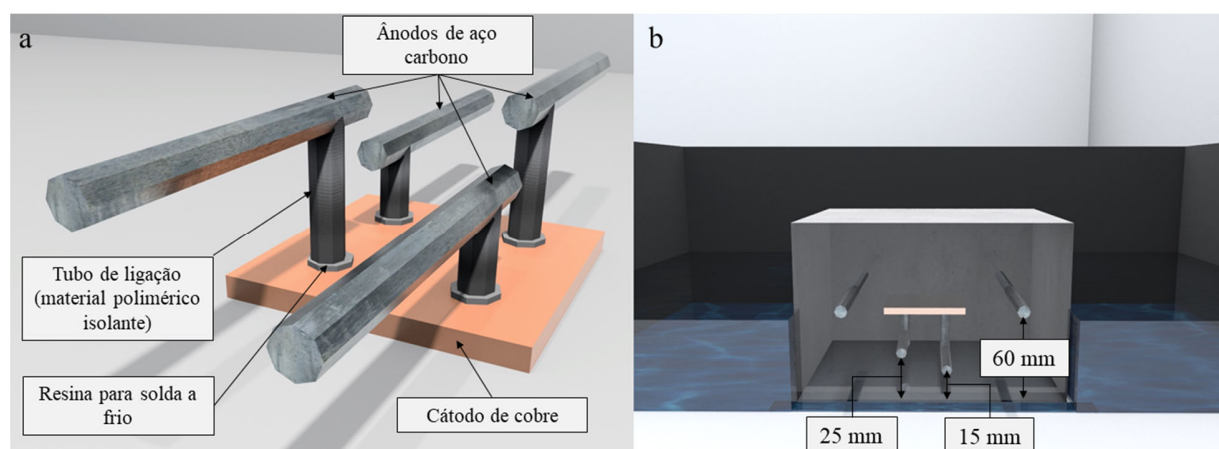 a
Ânodos de aço
carbono
Tubo de ligação
(material polimérico
isolante)
Resina para solda a
frio
Cátodo de cobre
b
60 mm
25 mm
15 mm